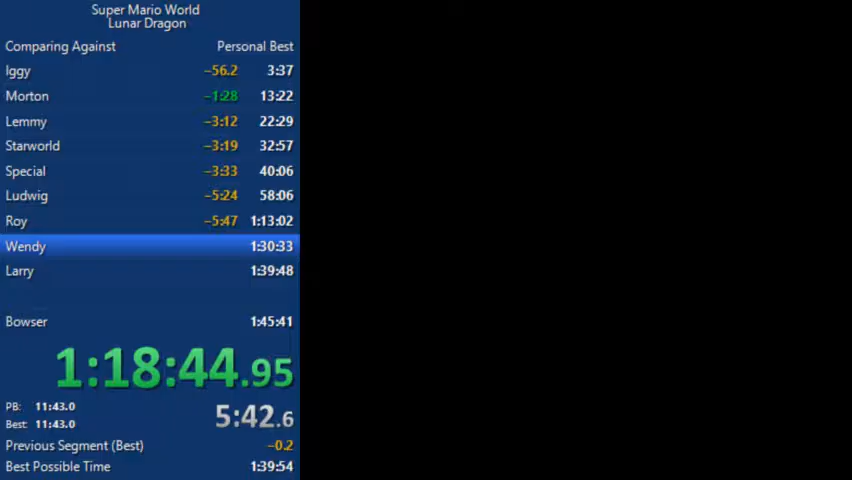 Super Mario World
Lunar Dragon
Comparing Against Personal Best
Iggy −56.2 3:37
Morton −1:28 13:22
Lemmy −3:12 22:29
Starworld −3:19 32:57
Special −3:33 40:06
Ludwig −5:24 58:06
Roy −5:47 1:13:02
Wendy 1:30:33
Larry 1:39:48
Bowser 1:45:41
1:18:44.95
PB: 11:43.0 5:42.6
Best: 11:43.0
Previous Segment (Best) −0.2
Best Possible Time 1:39:54